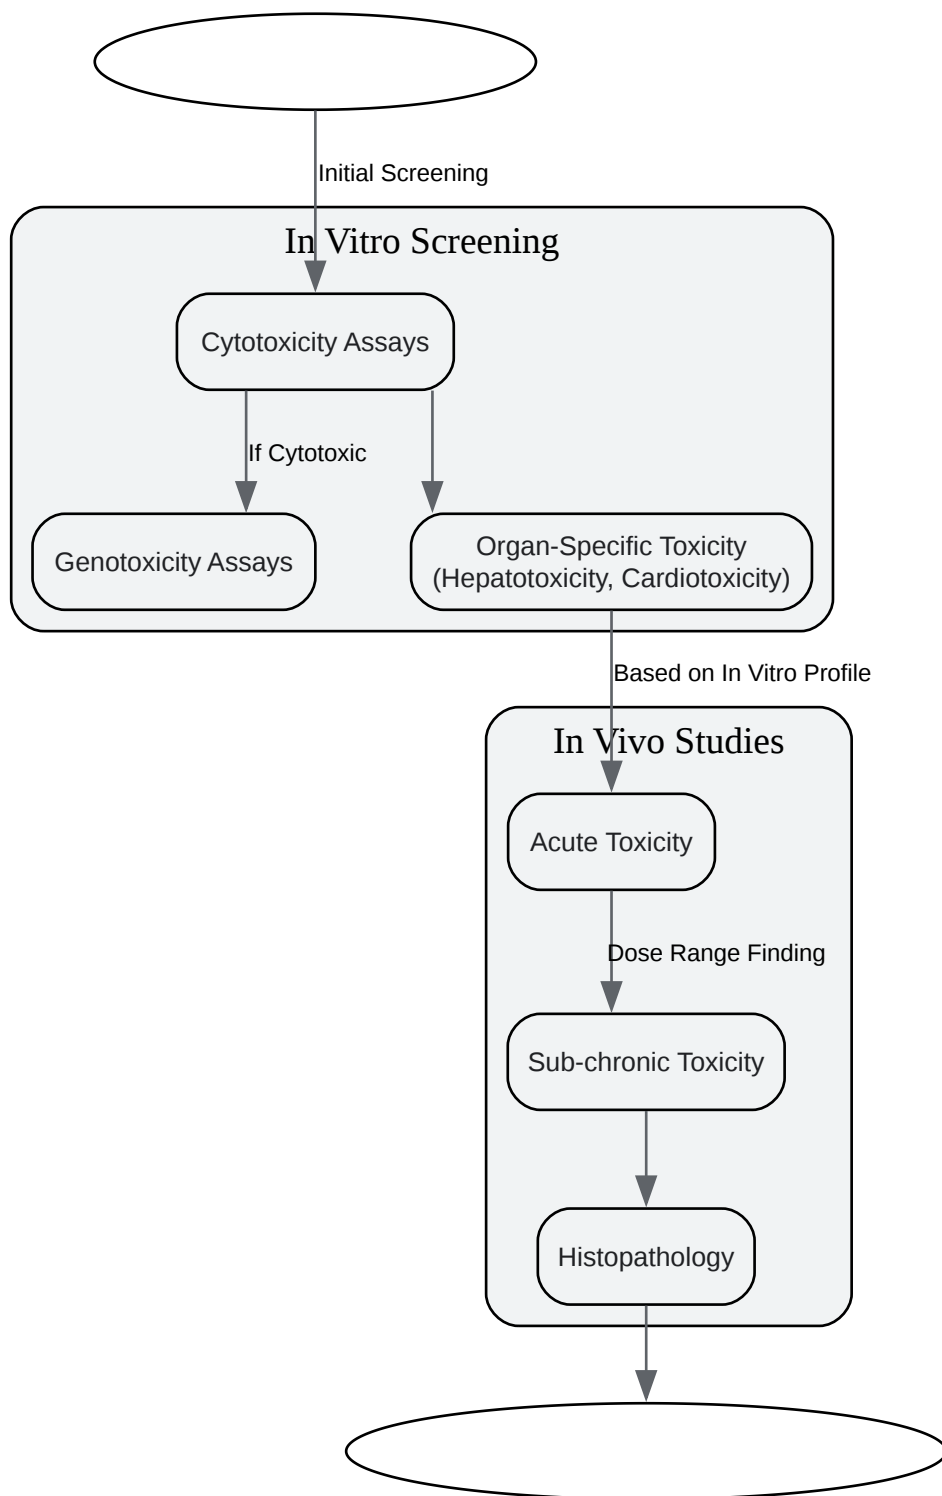 Initial Screening
In Vitro Screening
Cytotoxicity Assays
If Cytotoxic
Genotoxicity Assays
Organ-Specific Toxicity
(Hepatotoxicity, Cardiotoxicity)
Based on In Vitro Profile
In Vivo Studies
Acute Toxicity
Dose Range Finding
Sub-chronic Toxicity
Histopathology